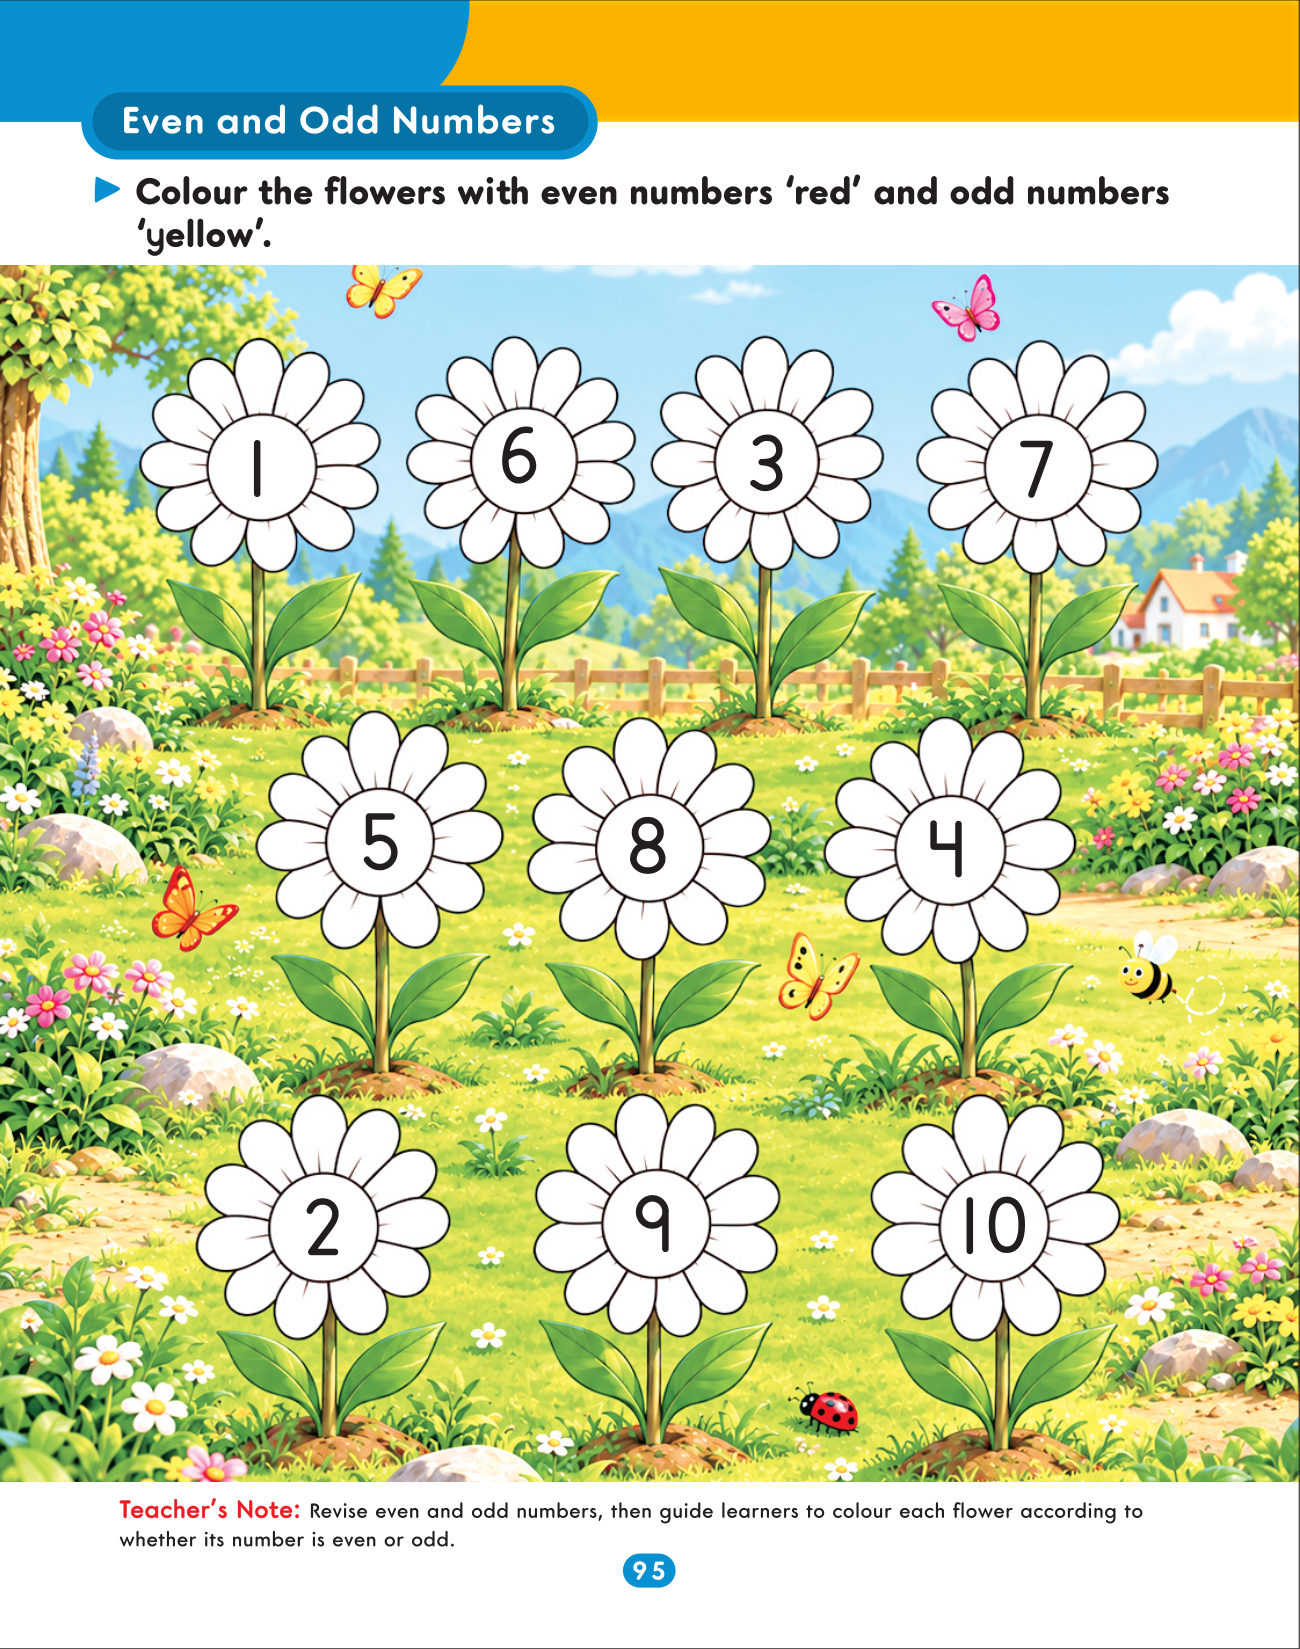 Even and Odd Numbers
Colour the flowers with even numbers ‘red’ and odd numbers
‘yellow’.
1 6 3 7
5 8 4
2 9 10
Teacher’s Note: Revise even and odd numbers, then guide learners to colour each flower according to
whether its number is even or odd.
95